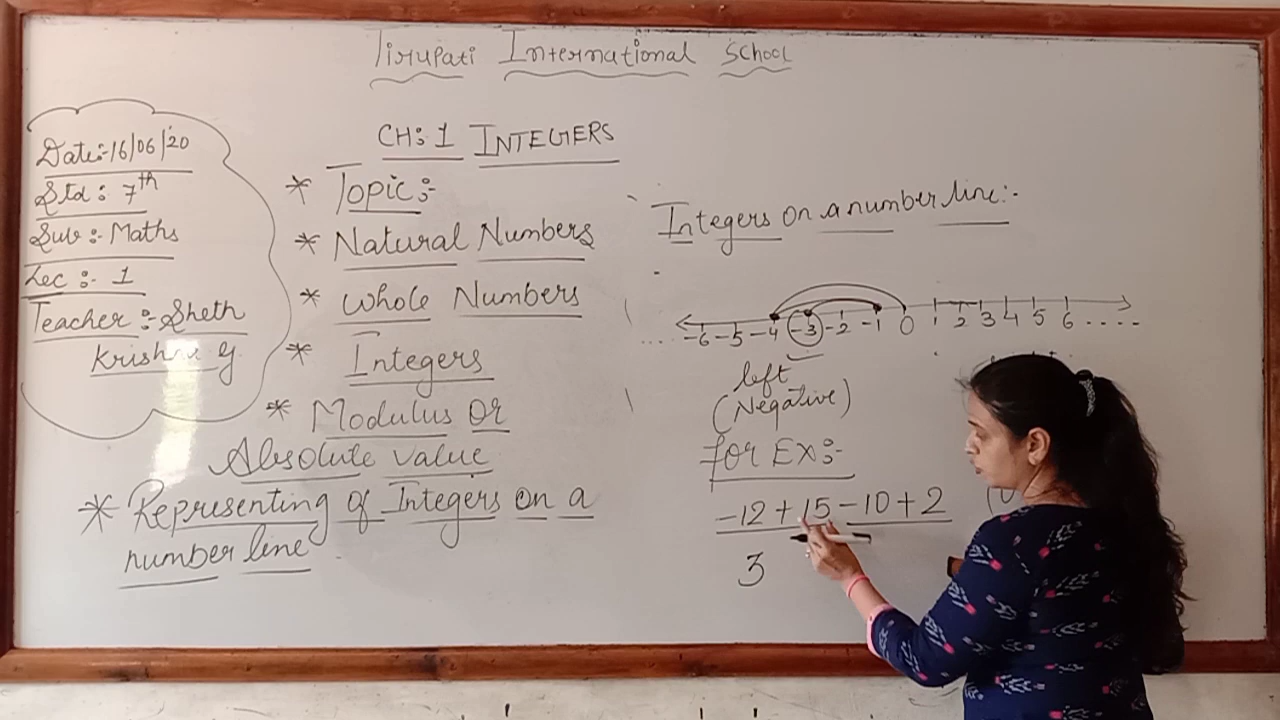 Tirupati International School
Date:-16/06/20
Std : 7th
Sub :- Maths
Lec :- 1
Teacher :- Sheth
Krishna G
CH: 1 INTEGERS
* Topic:-
* Natural Numbers
* Whole Numbers
* Integers
* Modulus or
Absolute value
* Representing of Integers on a
number line
Integers on a number line:-
.... -6 -5 -4 -3 -2 -1 0 1 2 3 4 5 6 ....
left
(Negative)
for Ex:-
-12 + 15 - 10 + 2
3